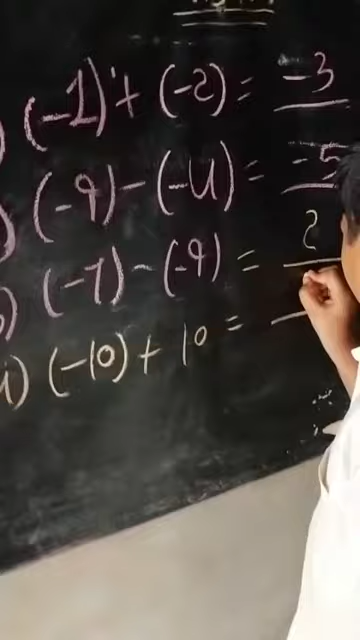 ) (-1) + (-2) = -3
) (-9) - (-4) = -5
) (-7) - (-9) = 2
) (-10) + 10 =